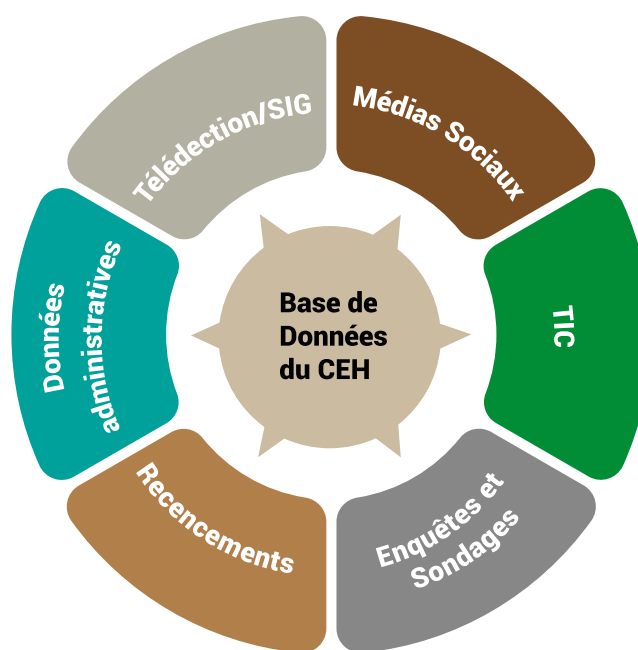 Télédection/SIG
Médias Sociaux
TIC
Enquêtes et
Sondages
Recencements
Données
administratives
Base de
Données
du CEH